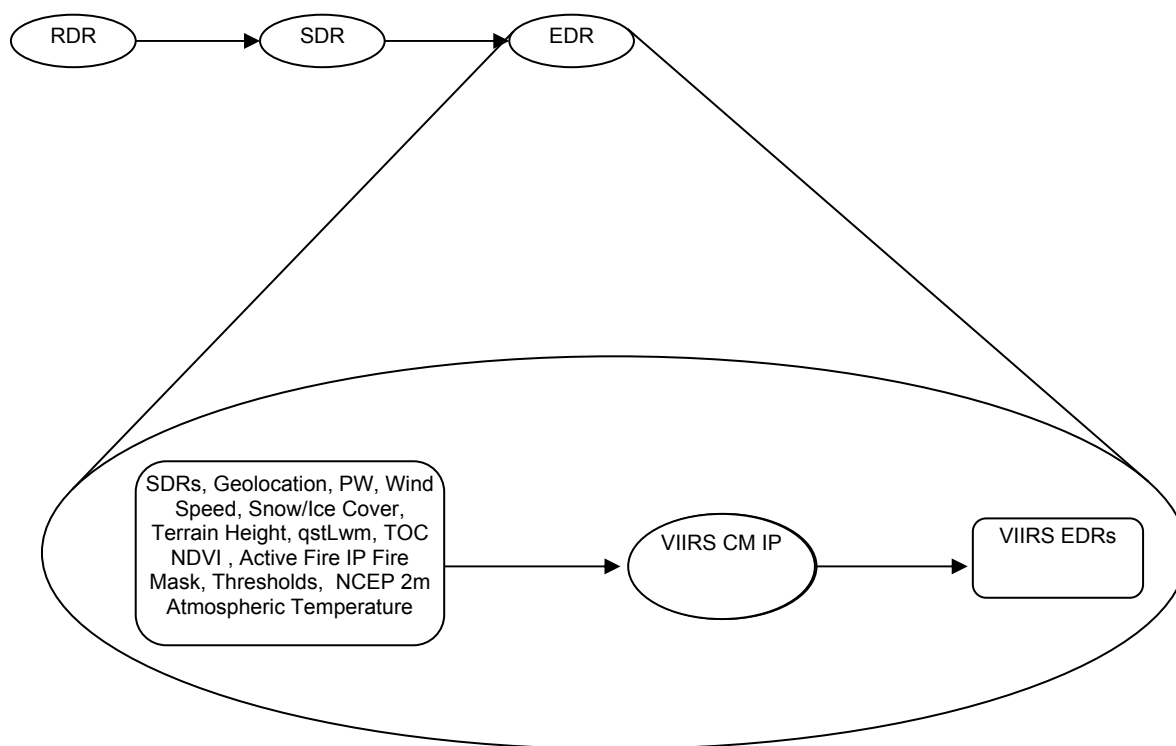 RDR
SDR
EDR
SDRs, Geolocation, PW, Wind
Speed, Snow/Ice Cover,
Terrain Height, qstLwm, TOC
NDVI , Active Fire IP Fire
Mask, Thresholds,  NCEP 2m
Atmospheric Temperature
VIIRS CM IP
VIIRS EDRs